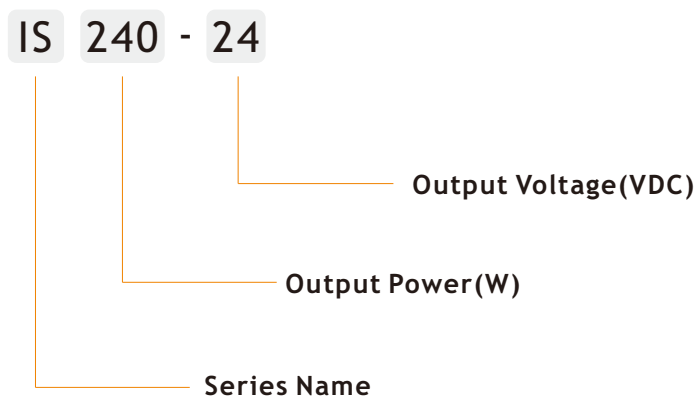 IS 240 - 24
Output Voltage(VDC)
Output Power(W)
Series Name